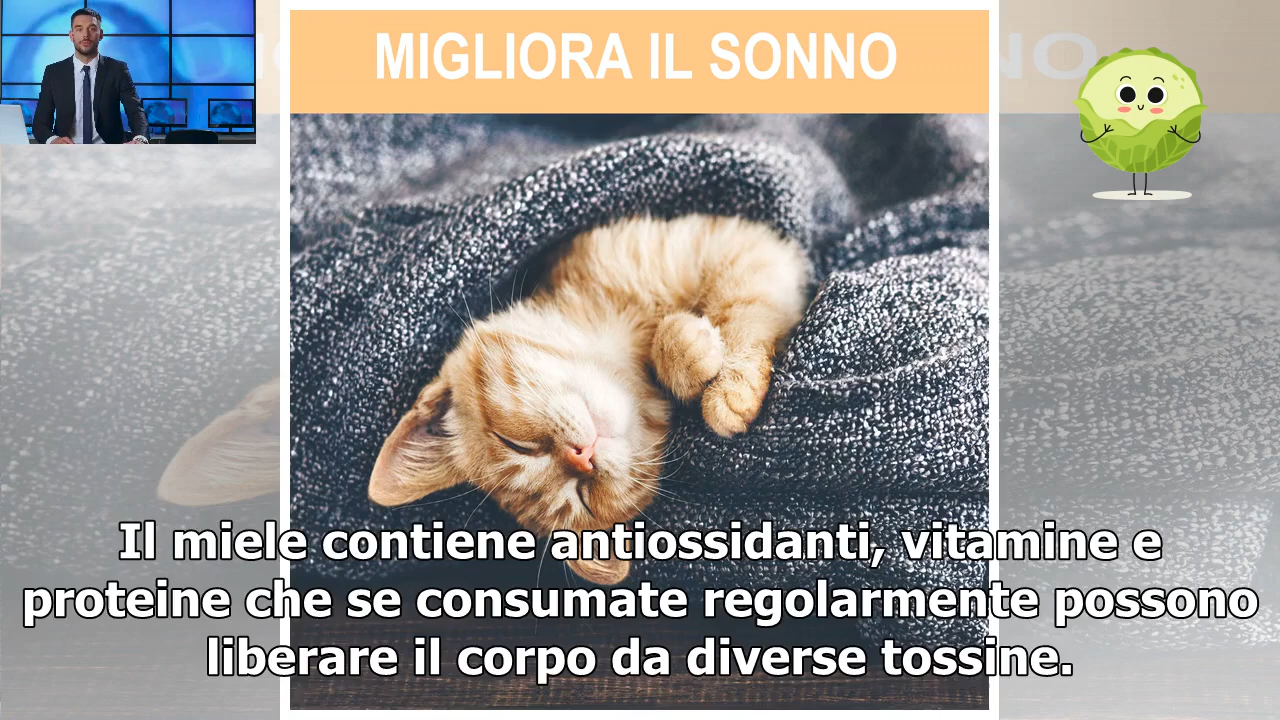 MIGLIORA IL SONNO
Il miele contiene antiossidanti, vitamine e
proteine che se consumate regolarmente possono
liberare il corpo da diverse tossine.